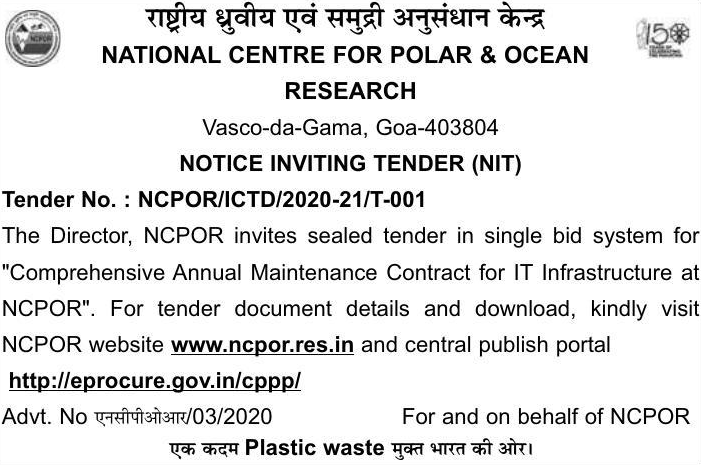 राष्ट्रीय ध्रुवीय एवं समुद्री अनुसंधान केन्द्र
NCPOR
150
NATIONAL CENTRE FOR POLAR & OCEAN
RESEARCH
Vasco-da-Gama, Goa-403804
NOTICE INVITING TENDER (NIT)
Tender No. : NCPOR/ICTD/2020-21/T-001
The Director, NCPOR invites sealed tender in single bid system for
"Comprehensive Annual Maintenance Contract for IT Infrastructure at
NCPOR". For tender document details and download, kindly visit
NCPOR website www.ncpor.res.in and central publish portal
http://eprocure.gov.in/cppp/
Advt. No एनसीपीओआर/03/2020 For and on behalf of NCPOR
एक कदम Plastic waste मुक्त भारत की ओर।